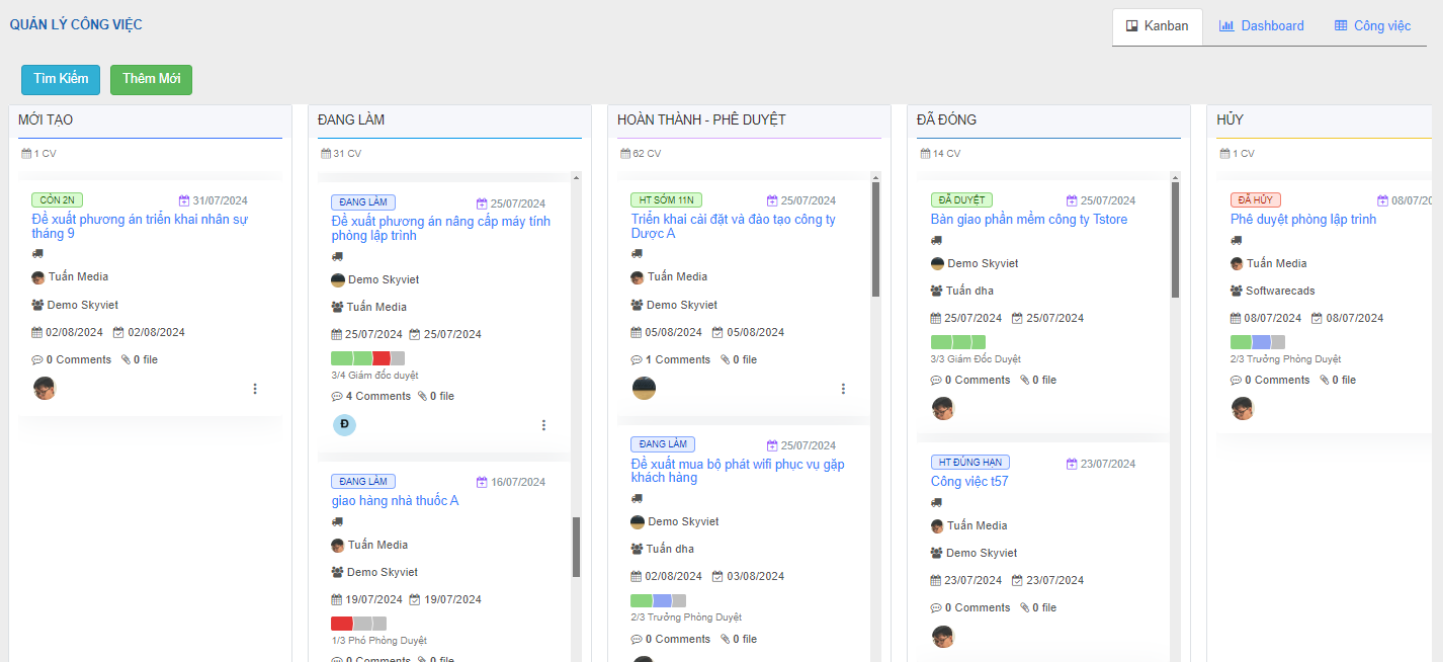 QUẢN LÝ CÔNG VIỆC
Kanban
Dashboard
Công việc
Tìm Kiếm
Thêm Mới
MỚI TẠO
1 CV
CÒN 2N
31/07/2024
Đề xuất phương án triển khai nhân sự
tháng 9
Tuấn Media
Demo Skyviet
02/08/2024 02/08/2024
0 Comments 0 file
ĐANG LÀM
31 CV
ĐANG LÀM
25/07/2024
Đề xuất phương án nâng cấp máy tính
phòng lập trình
Demo Skyviet
Tuấn Media
25/07/2024 25/07/2024
3/4 Giám đốc duyệt
4 Comments 0 file
Đ
ĐANG LÀM
16/07/2024
giao hàng nhà thuốc A
Tuấn Media
Demo Skyviet
19/07/2024 19/07/2024
1/3 Phó Phòng Duyệt
0 Comments 0 file
HOÀN THÀNH - PHÊ DUYỆT
62 CV
HT SỚM 11N
25/07/2024
Triển khai cài đặt và đào tạo công ty
Dược A
Tuấn Media
Demo Skyviet
05/08/2024 05/08/2024
1 Comments 0 file
ĐANG LÀM
25/07/2024
Đề xuất mua bộ phát wifi phục vụ gặp
khách hàng
Demo Skyviet
Tuấn dha
02/08/2024 03/08/2024
2/3 Trưởng Phòng Duyệt
0 Comments 0 file
ĐÃ ĐÓNG
14 CV
ĐÃ DUYỆT
25/07/2024
Bàn giao phần mềm công ty Tstore
Demo Skyviet
Tuấn dha
25/07/2024 25/07/2024
3/3 Giám Đốc Duyệt
0 Comments 0 file
HT ĐÚNG HẠN
23/07/2024
Công việc t57
Tuấn Media
Demo Skyviet
23/07/2024 23/07/2024
0 Comments 0 file
HỦY
1 CV
ĐÃ HỦY
08/07/20
Phê duyệt phòng lập trình
Tuấn Media
Softwarecads
08/07/2024 08/07/2024
2/3 Trưởng Phòng Duyệt
0 Comments 0 file